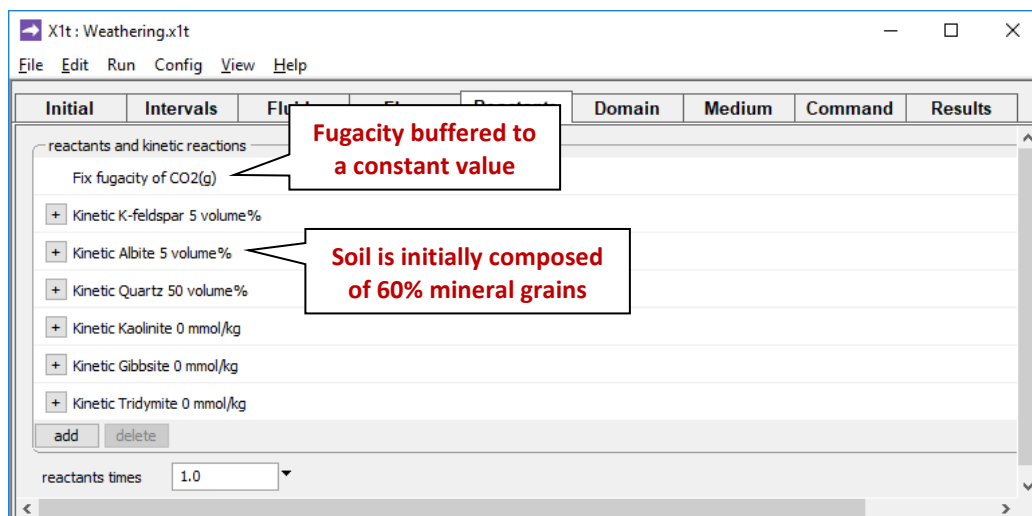 X1t : Weathering.x1t
File Edit Run Config View Help
Initial Intervals Domain Medium Command Results
Fugacity buffered to
a constant value
reactants and kinetic reactions
Fix fugacity of CO2(g)
+ Kinetic K-feldspar 5 volume%
+ Kinetic Albite 5 volume%
Soil is initially composed
of 60% mineral grains
+ Kinetic Quartz 50 volume%
+ Kinetic Kaolinite 0 mmol/kg
+ Kinetic Gibbsite 0 mmol/kg
+ Kinetic Tridymite 0 mmol/kg
add delete
reactants times 1.0